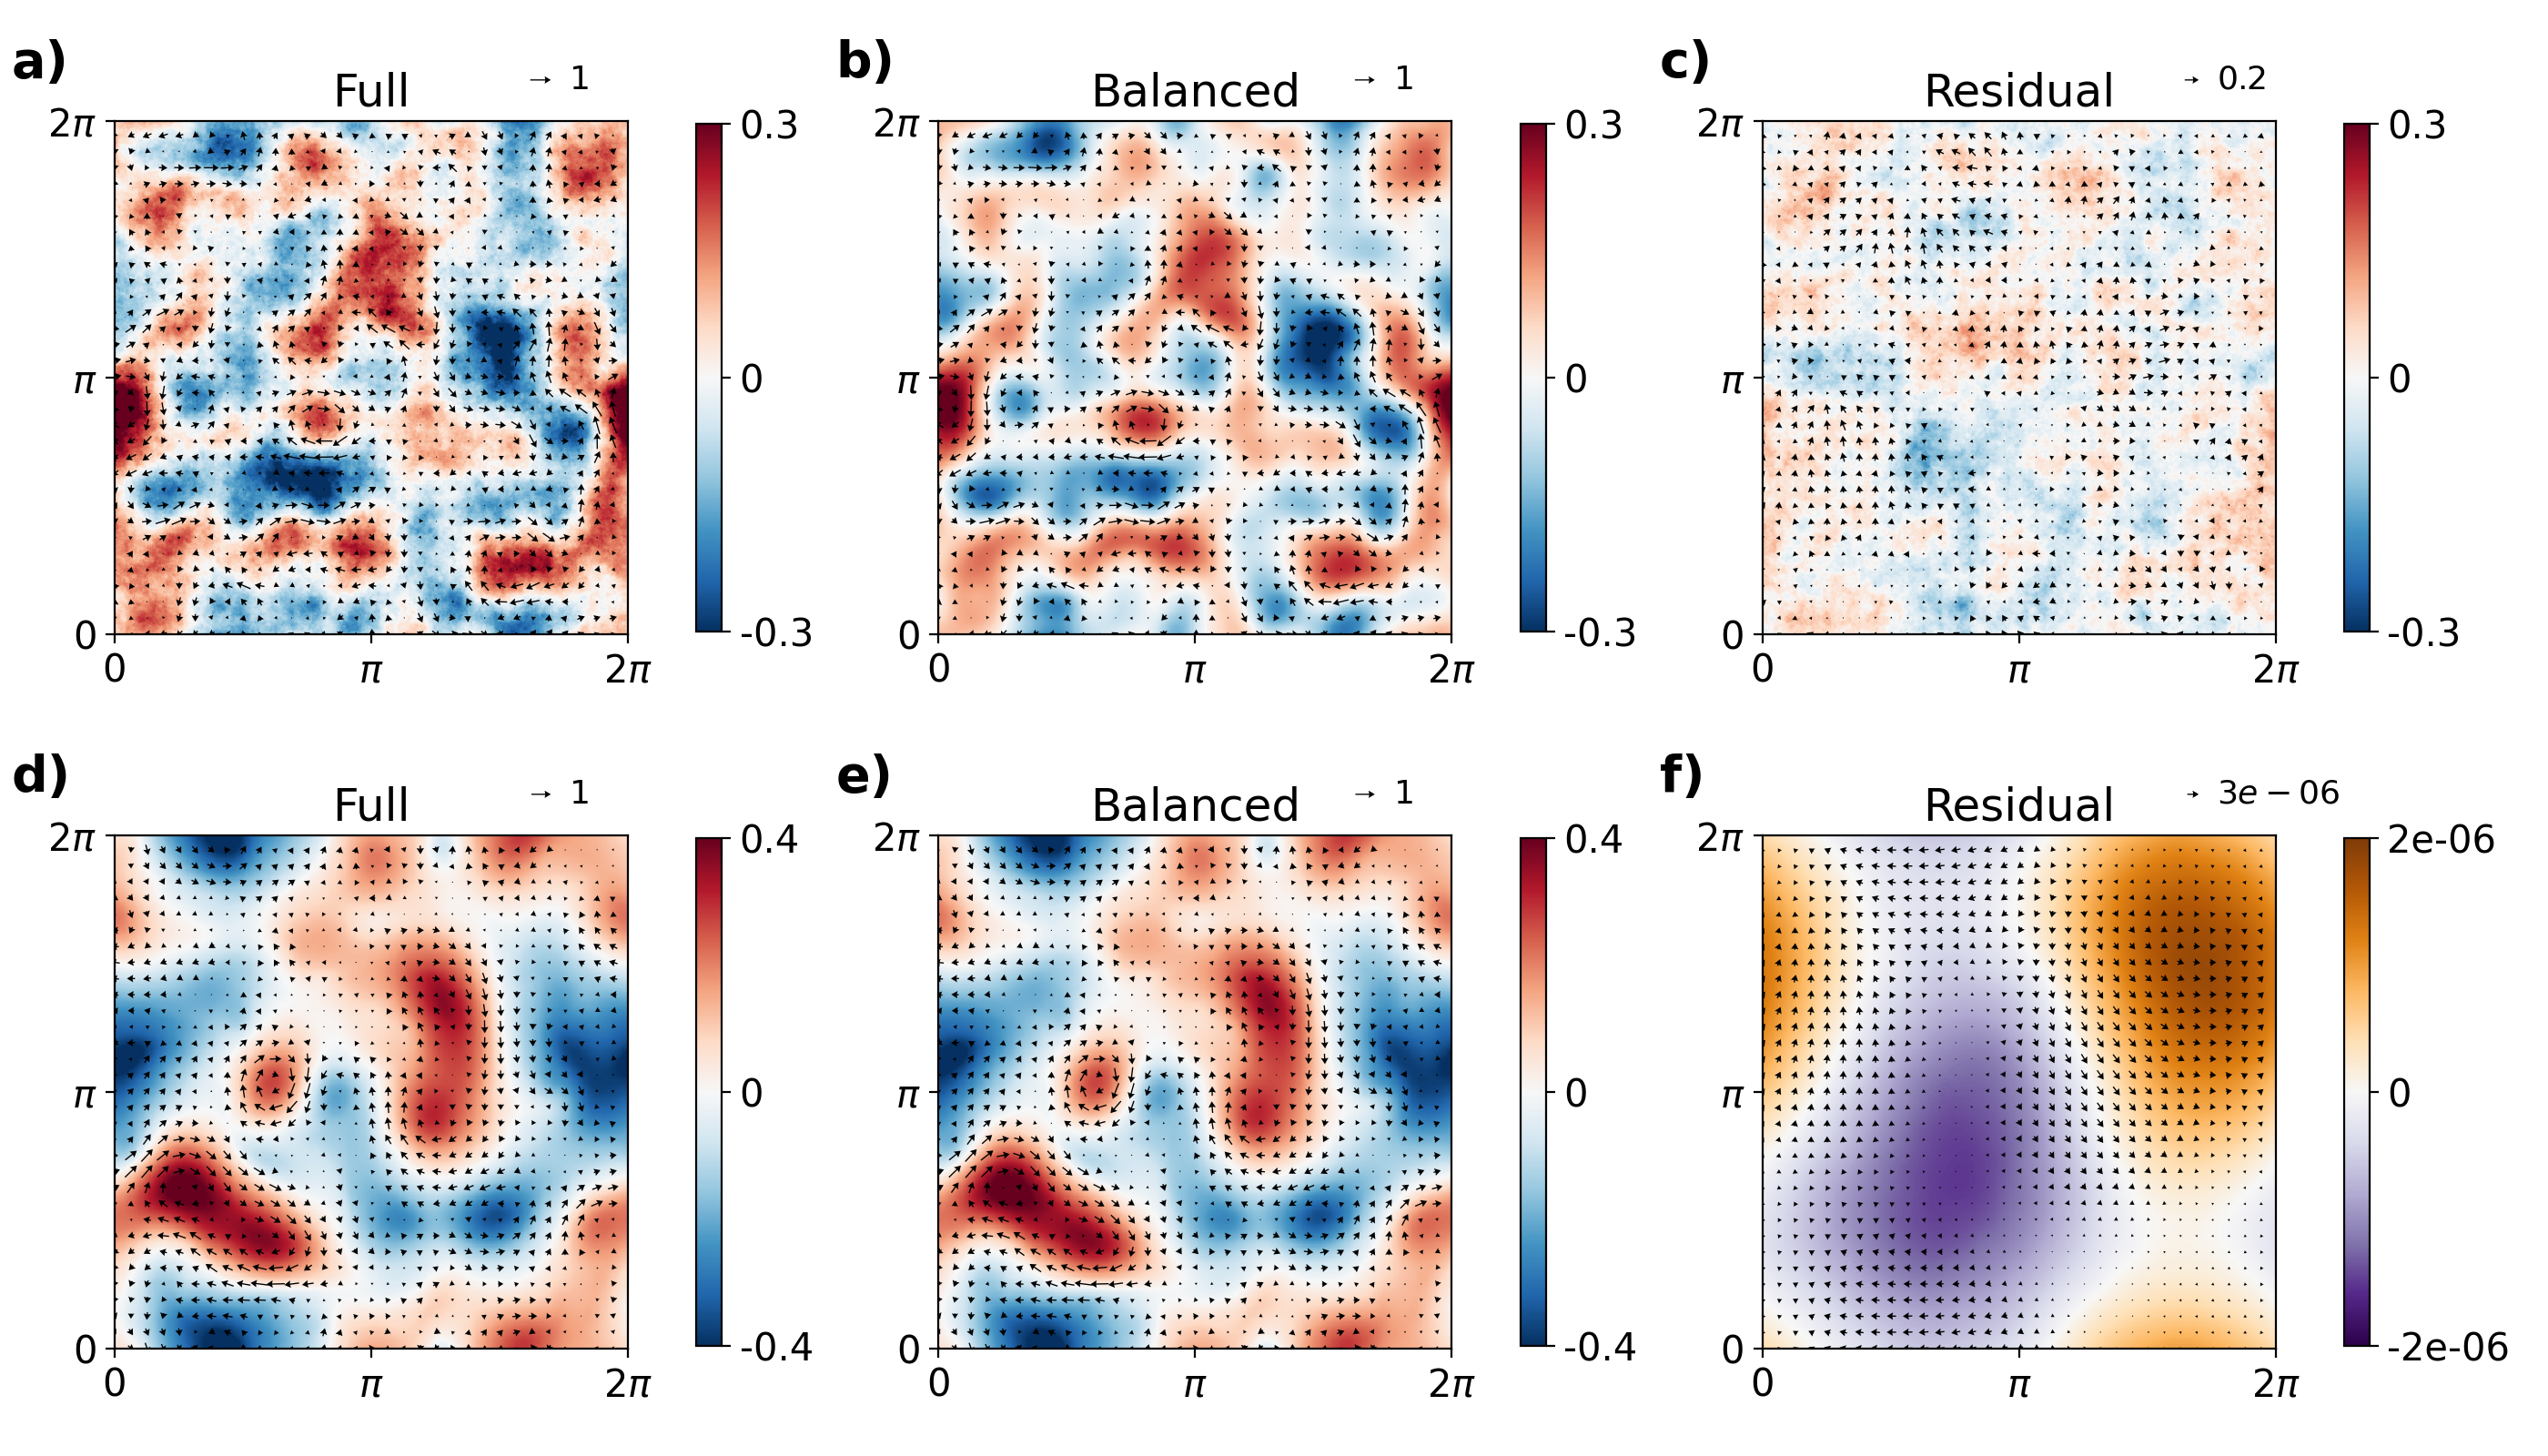 a) Full → 1
b) Balanced → 1
c) Residual → 0.2
2π 0.3 2π 0.3 2π 0.3
π 0 π 0 π 0
0 -0.3 0 -0.3 0 -0.3
0 π 2π 0 π 2π 0 π 2π
d) Full → 1
e) Balanced → 1
f) Residual → 3e − 06
2π 0.4 2π 0.4 2π 2e-06
π 0 π 0 π 0
0 -0.4 0 -0.4 0 -2e-06
0 π 2π 0 π 2π 0 π 2π